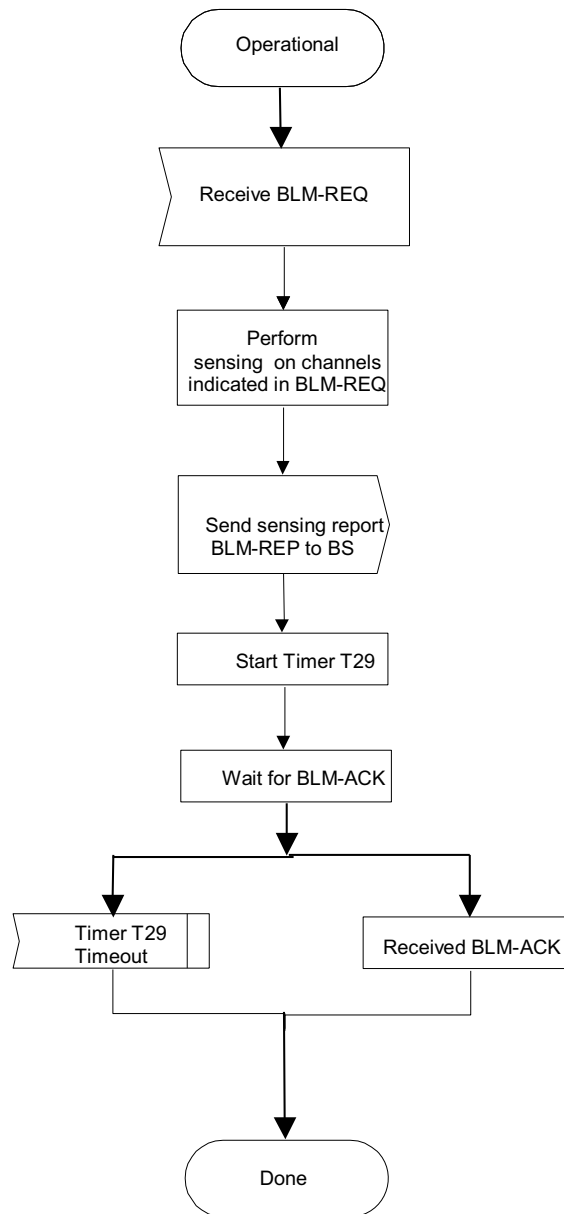 Operational
Receive BLM-REQ
Perform
sensing on channels
indicated in BLM-REQ
Send sensing report
BLM-REP to BS
Start Timer T29
Wait for BLM-ACK
Timer T29
Timeout
Received BLM-ACK
Done